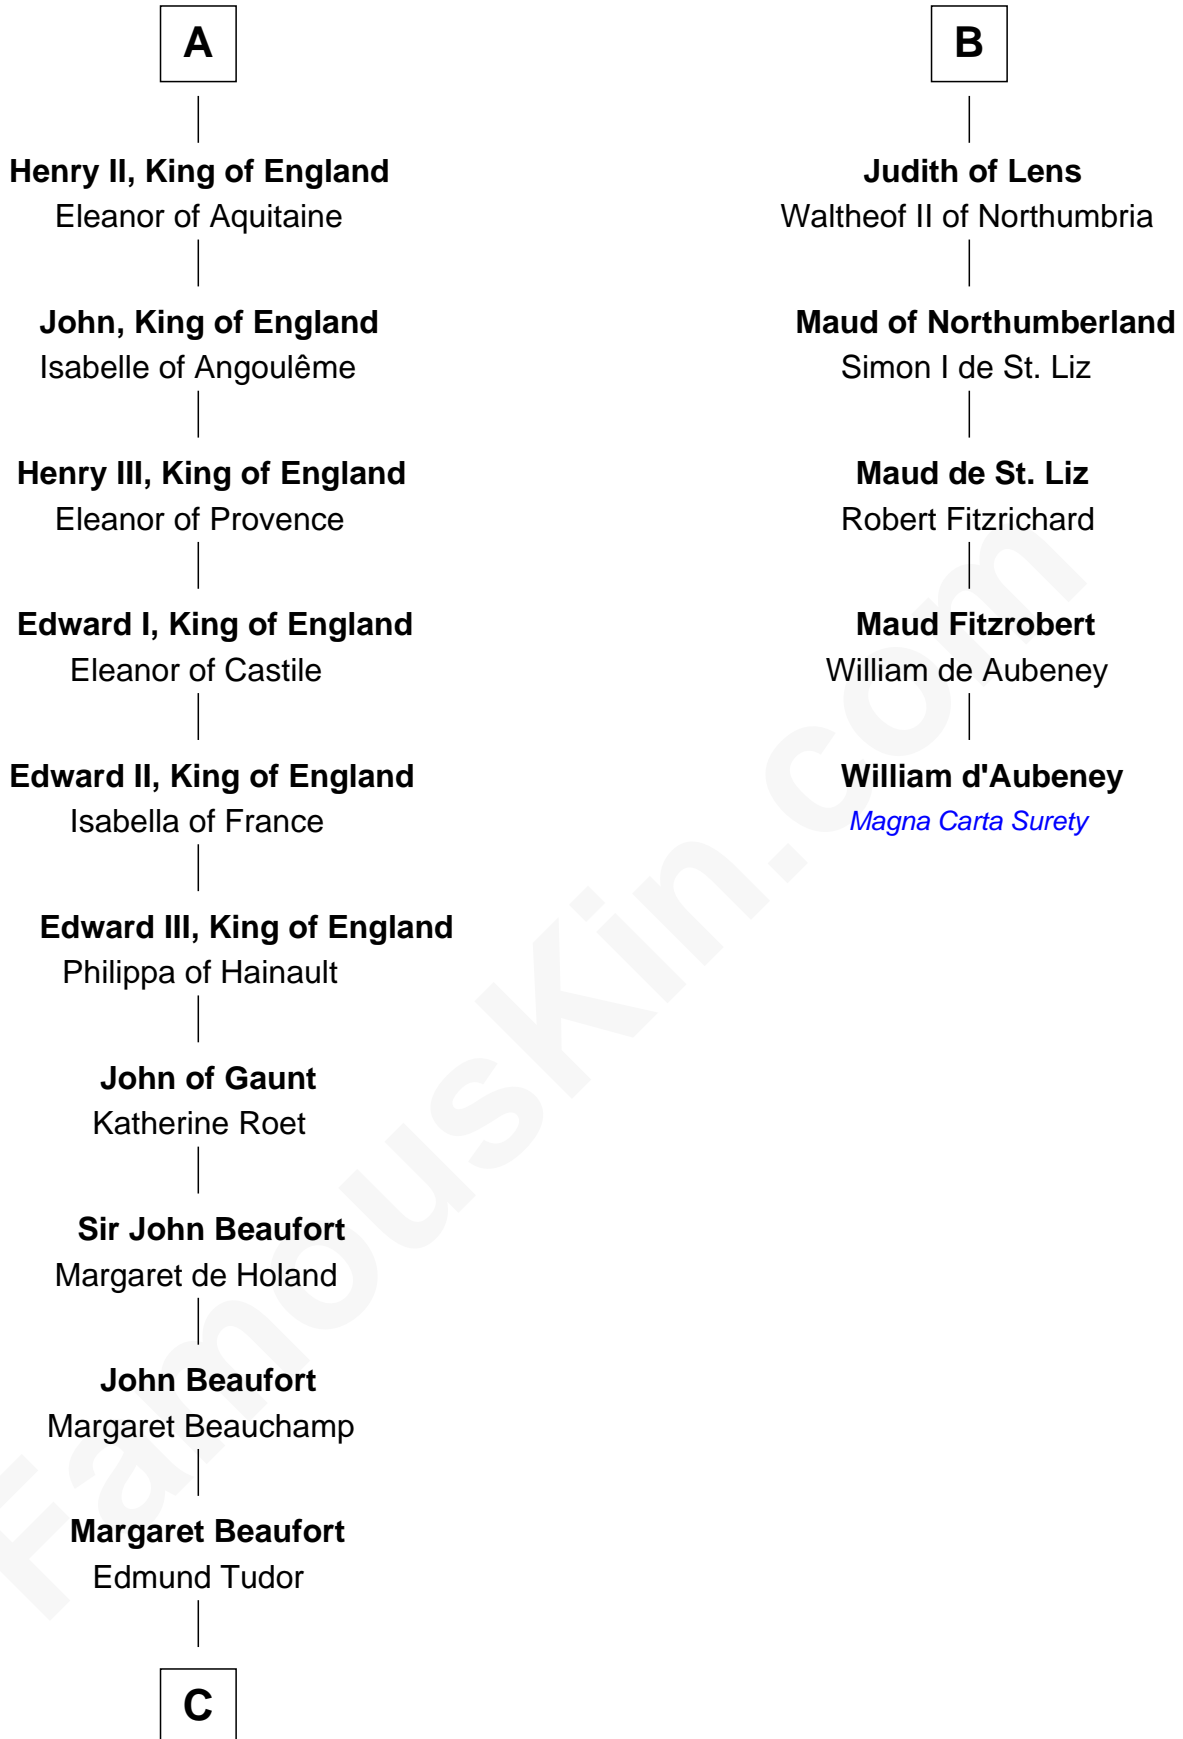 A
Henry II, King of England
Eleanor of Aquitaine
John, King of England
Isabelle of Angoulême
Henry III, King of England
Eleanor of Provence
Edward I, King of England
Eleanor of Castile
Edward II, King of England
Isabella of France
Edward III, King of England
Philippa of Hainault
John of Gaunt
Katherine Roet
Sir John Beaufort
Margaret de Holand
John Beaufort
Margaret Beauchamp
Margaret Beaufort
Edmund Tudor
C
B
Judith of Lens
Waltheof II of Northumbria
Maud of Northumberland
Simon I de St. Liz
Maud de St. Liz
Robert Fitzrichard
Maud Fitzrobert
William de Aubeney
William d'Aubeney
Magna Carta Surety
FamousKin.com